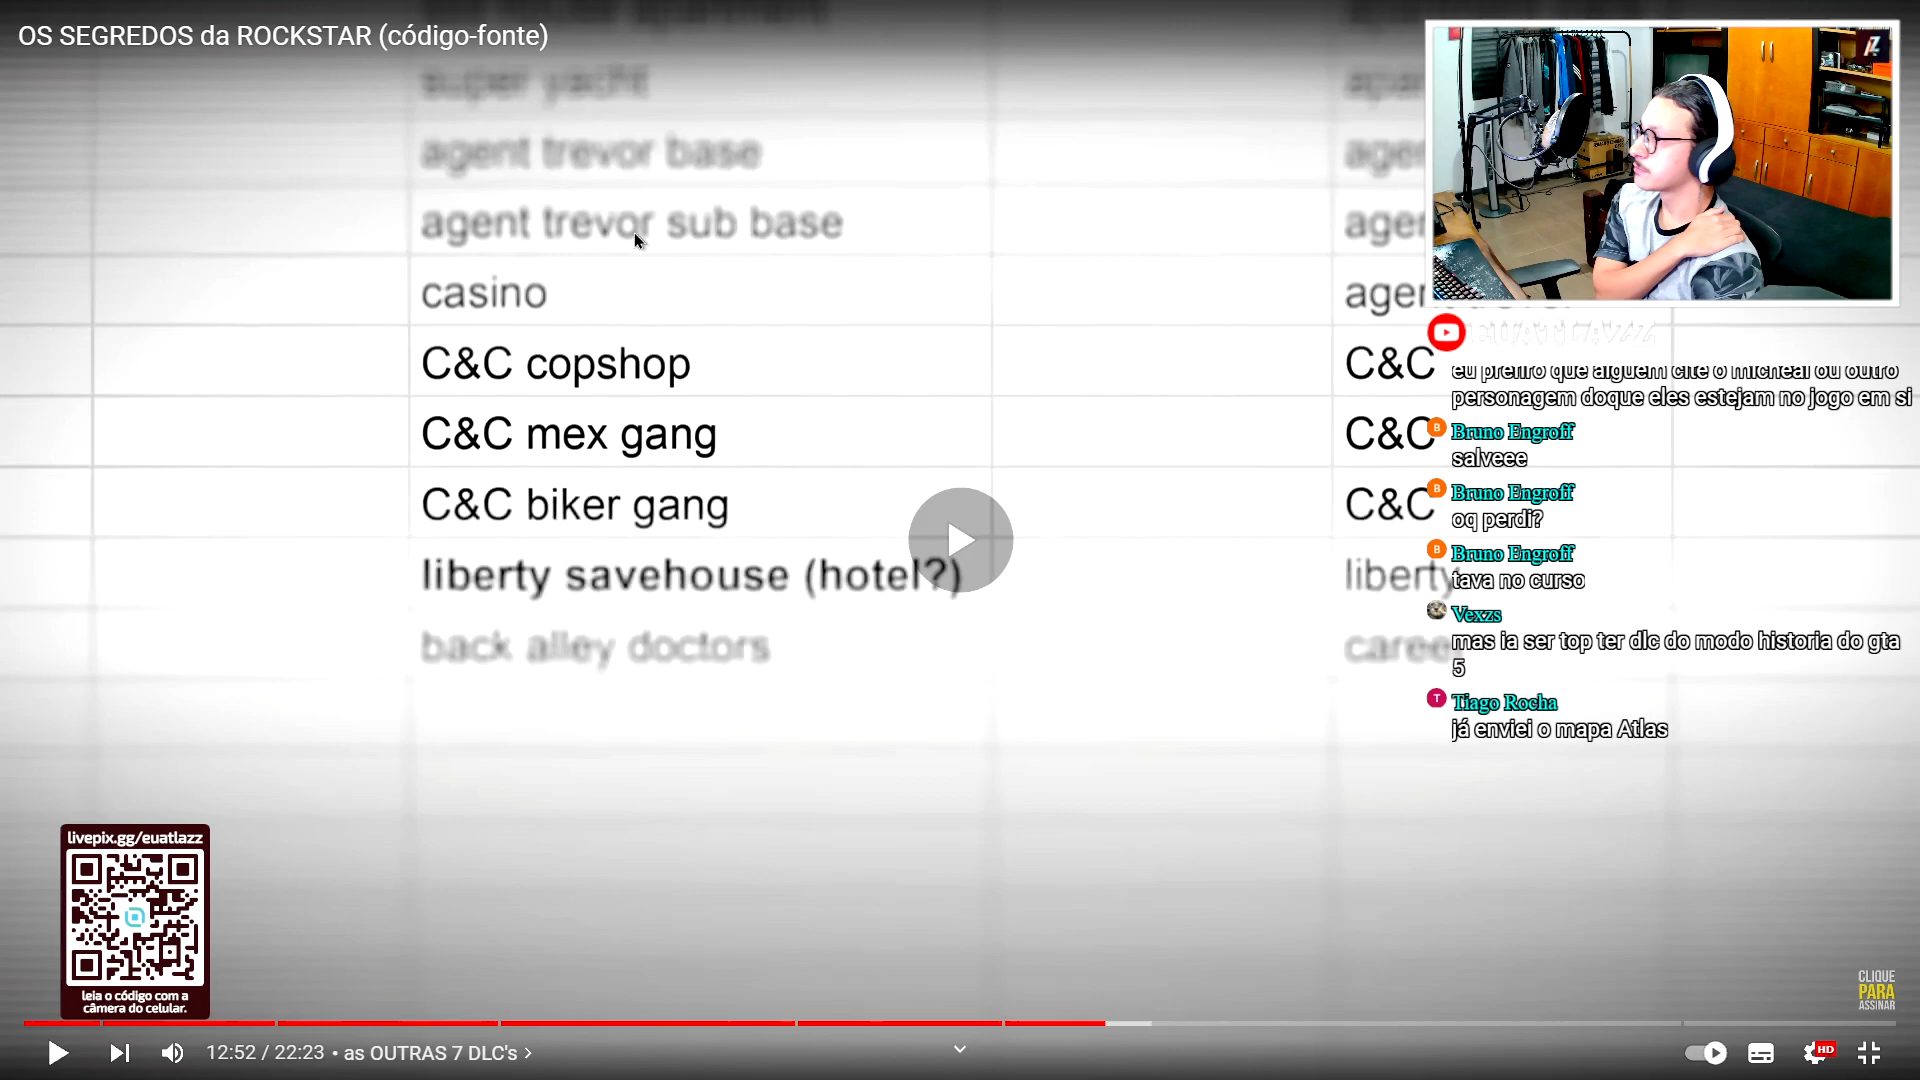 OS SEGREDOS da ROCKSTAR (código-fonte)
super yacht
agent trevor base
agent trevor sub base
casino
C&C copshop
C&C mex gang
C&C biker gang
liberty savehouse (hotel?)
back alley doctors
C&C
C&C
C&C
liberty
EUATLAZZ
eu prefiro que alguem cite o micheal ou outro
personagem doque eles estejam no jogo em si
B Bruno Engroff
salveee
B Bruno Engroff
oq perdi?
B Bruno Engroff
tava no curso
Vexzs
mas ia ser top ter dlc do modo historia do gta
5
T Tiago Rocha
já enviei o mapa Atlas
livepix.gg/euatlazz
leia o código com a
câmera do celular.
CLIQUE
PARA
ASSINAR
12:52 / 22:23 • as OUTRAS 7 DLC's
HD